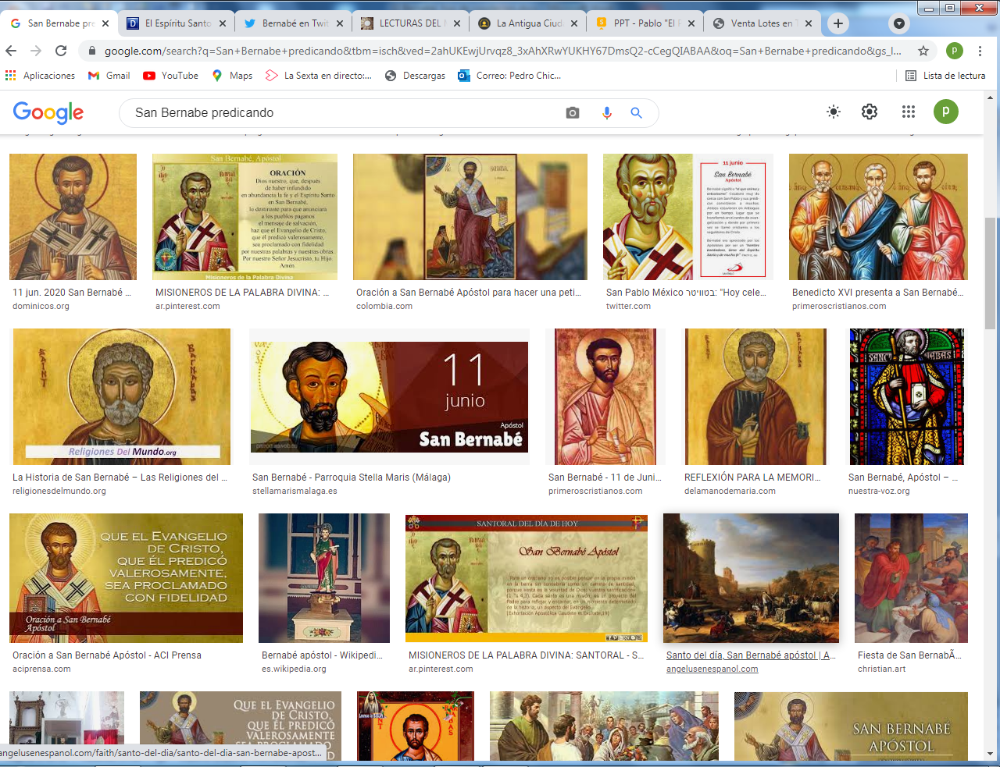 San Bernabe pre
El Espíritu Santo
Bernabé en Twit
LECTURAS DEL
La Antigua Ciud
PPT - Pablo "El P
Venta Lotes en T
google.com/search?q=San+Bernabe+predicando&tbm=isch&ved=2ahUKEwjUrvqz8_3xAhXRwYUKHY67DmsQ2-cCegQIABAA&oq=San+Bernabe+predicando&gs_l...
p
Aplicaciones
Gmail
YouTube
Maps
La Sexta en directo:...
Descargas
Correo: Pedro Chic...
Lista de lectura
Google
San Bernabe predicando
p
San Bernabé, Apóstol
ORACIÓN
Dios nuestro, que, después
de haber infundido
en abundancia la fe y el Espíritu Santo
en San Bernabé,
lo destinaste para que anunciara
a los pueblos paganos
el mensaje de salvación,
haz que el Evangelio de Cristo,
que él predicó valerosamente,
sea proclamado con fidelidad
por nuestras palabras y nuestras obras.
Por nuestro Señor Jesucristo, tu Hijo.
Amén
Misioneros de la Palabra Divina
11 junio
San Bernabé
Apóstol
11 jun. 2020 San Bernabé ...
dominicos.org
MISIONEROS DE LA PALABRA DIVINA: ...
ar.pinterest.com
Oración a San Bernabé Apóstol para hacer una peti...
colombia.com
San Pablo México בטוויטר: "Hoy cele...
twitter.com
Benedicto XVI presenta a San Bernabé...
primeroscristianos.com
SAINT
BARNABAS
Religiones Del Mundo.org
11
junio
Apóstol
San Bernabé
SANCT
NABAS
La Historia de San Bernabé – Las Religiones del ...
religionesdelmundo.org
San Bernabé - Parroquia Stella Maris (Málaga)
stellamarismalaga.es
San Bernabé - 11 de Juni...
primeroscristianos.com
REFLEXIÓN PARA LA MEMORI...
delamanodemaria.com
San Bernabé, Apóstol – ...
nuestra-voz.org
QUE EL EVANGELIO
DE CRISTO,
QUE ÉL PREDICÓ
VALEROSAMENTE,
SEA PROCLAMADO
CON FIDELIDAD
Oración a San Bernabé
Apóstol
SANTORAL DEL DÍA DE HOY
San Bernabé Apóstol
Oración a San Bernabé Apóstol - ACI Prensa
aciprensa.com
Bernabé apóstol - Wikipedi...
es.wikipedia.org
MISIONEROS DE LA PALABRA DIVINA: SANTORAL - S...
ar.pinterest.com
Santo del día, San Bernabé apóstol | A...
angelusenespanol.com
Fiesta de San BernabÃ...
christian.art
QUE EL EVANGELIO
DE CRISTO,
QUE ÉL PREDICÓ
VALEROSAMENTE
SAN BERNABÉ
APÓSTOL
angelusenespanol.com/faith/santo-del-dia/santo-del-dia-san-bernabe-apost...